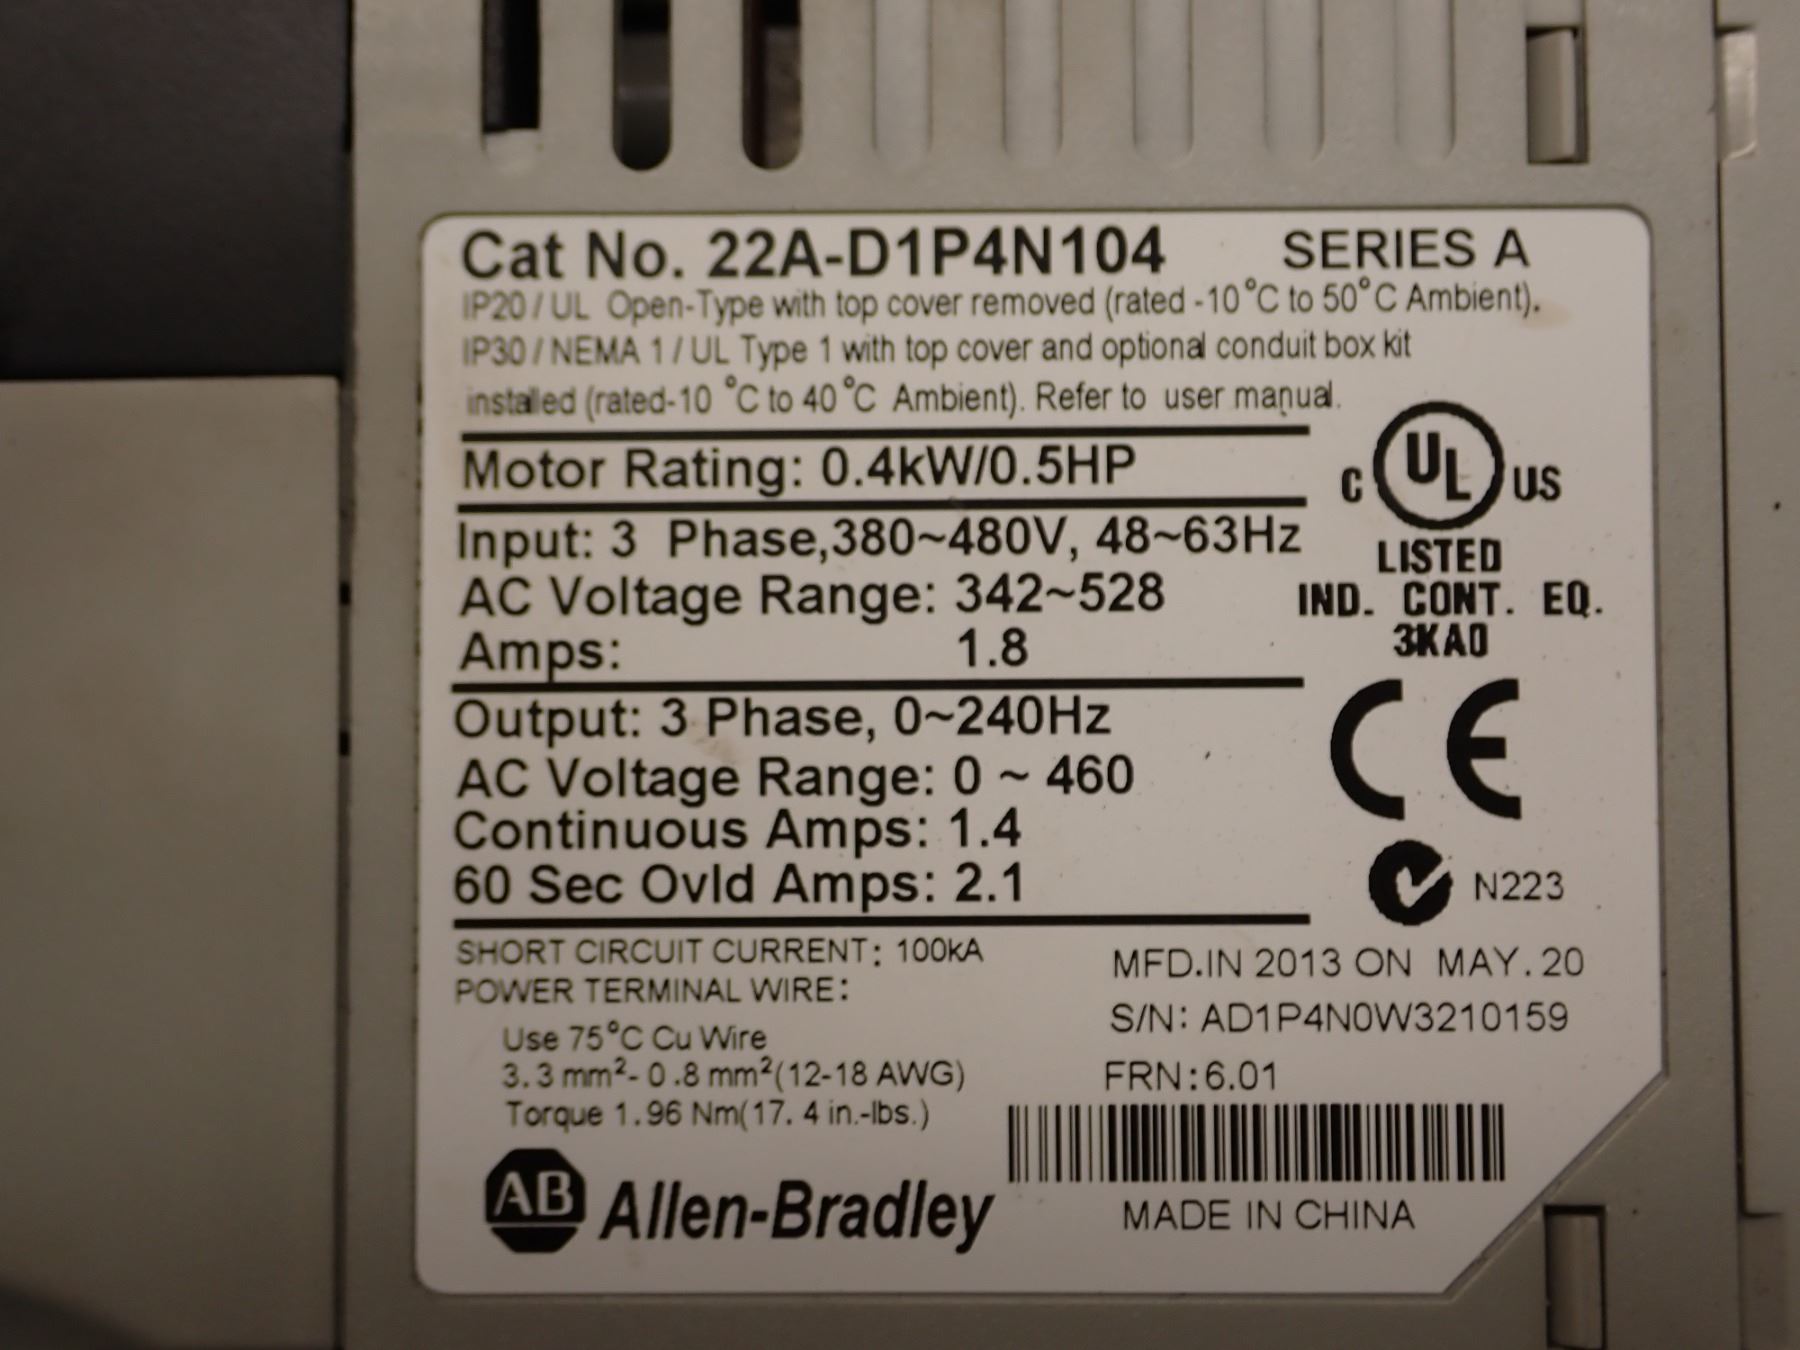 Cat No. 22A-D1P4N104 SERIES A
IP20 / UL Open-Type with top cover removed (rated -10°C to 50°C Ambient).
IP30 / NEMA 1 / UL Type 1 with top cover and optional conduit box kit
installed (rated-10 °C to 40 °C Ambient). Refer to user manual.
Motor Rating: 0.4kW/0.5HP
C UL US
LISTED
IND. CONT. EQ.
3KA0
Input: 3 Phase,380~480V, 48~63Hz
AC Voltage Range: 342~528
Amps: 1.8
Output: 3 Phase, 0~240Hz
AC Voltage Range: 0 ~ 460
Continuous Amps: 1.4
60 Sec Ovld Amps: 2.1
CE
N223
SHORT CIRCUIT CURRENT: 100kA
POWER TERMINAL WIRE:
Use 75°C Cu Wire
3.3 mm²- 0.8 mm²(12-18 AWG)
Torque 1.96 Nm(17.4 in.-lbs.)
MFD.IN 2013 ON MAY.20
S/N: AD1P4N0W3210159
FRN:6.01
AB Allen-Bradley
MADE IN CHINA